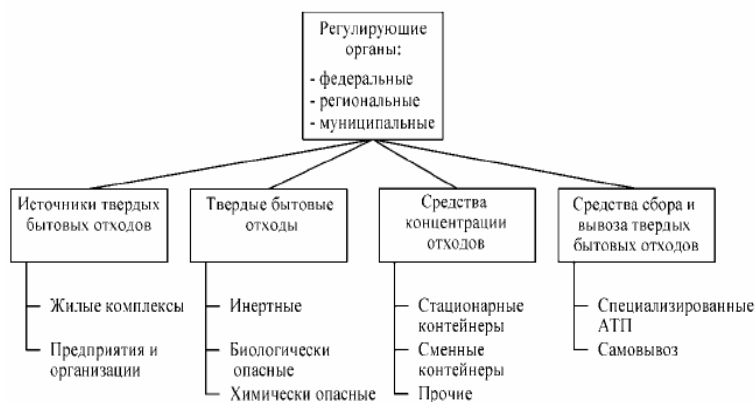 Регулирующие
органы:
- федеральные
- региональные
- муниципальные
Источники твердых
бытовых отходов
Жилые комплексы
Предприятия и
организации
Твердые бытовые
отходы
Инертные
Биологически
опасные
Химически опасные
Средства
концентрации
отходов
Стационарные
контейнеры
Сменные
контейнеры
Прочие
Средства сбора и
вывоза твердых
бытовых отходов
Специализированные
АТП
Самовывоз